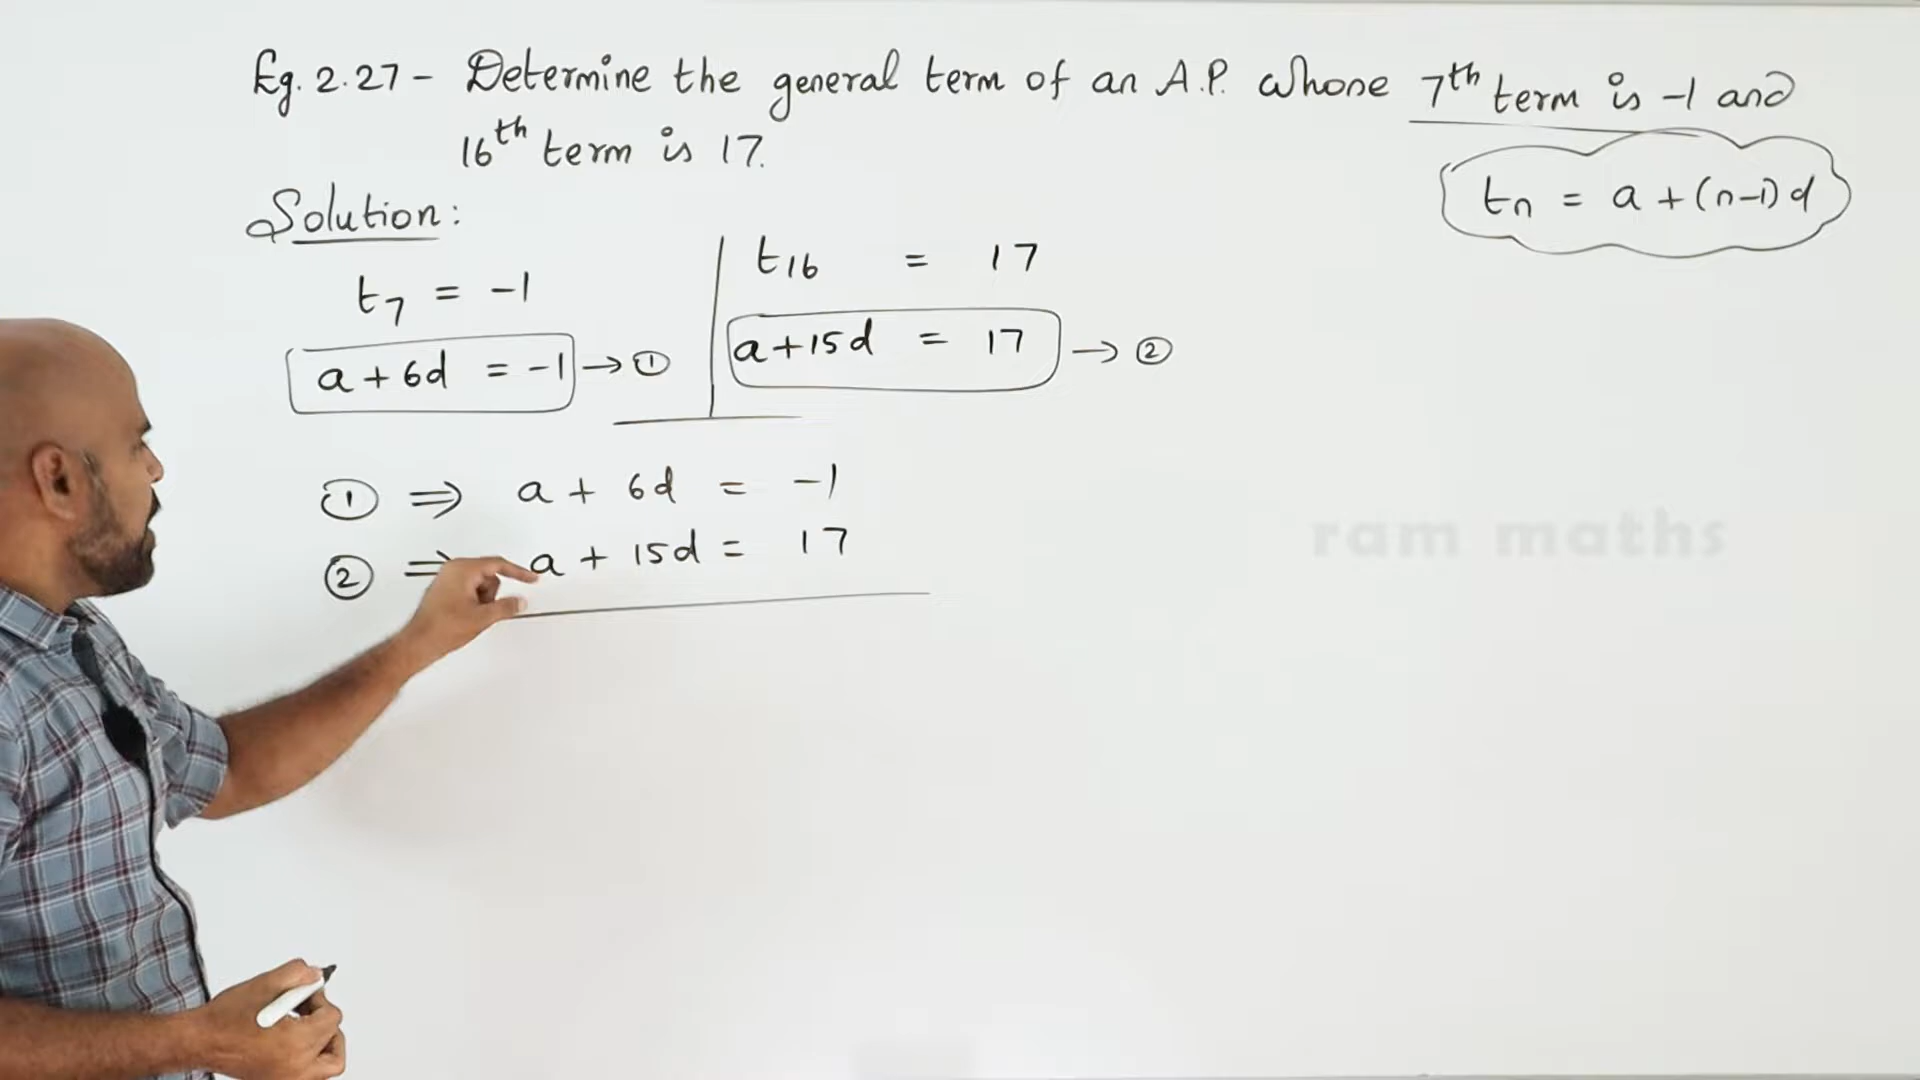 Eg. 2.27 - Determine the general term of an A.P. whose 7th term is -1 and
16th term is 17.
tn = a + (n-1)d
Solution:
t7 = -1
a + 6d = -1 → ①
t16 = 17
a + 15d = 17 → ②
① ⇒ a + 6d = -1
② ⇒ a + 15d = 17
ram maths